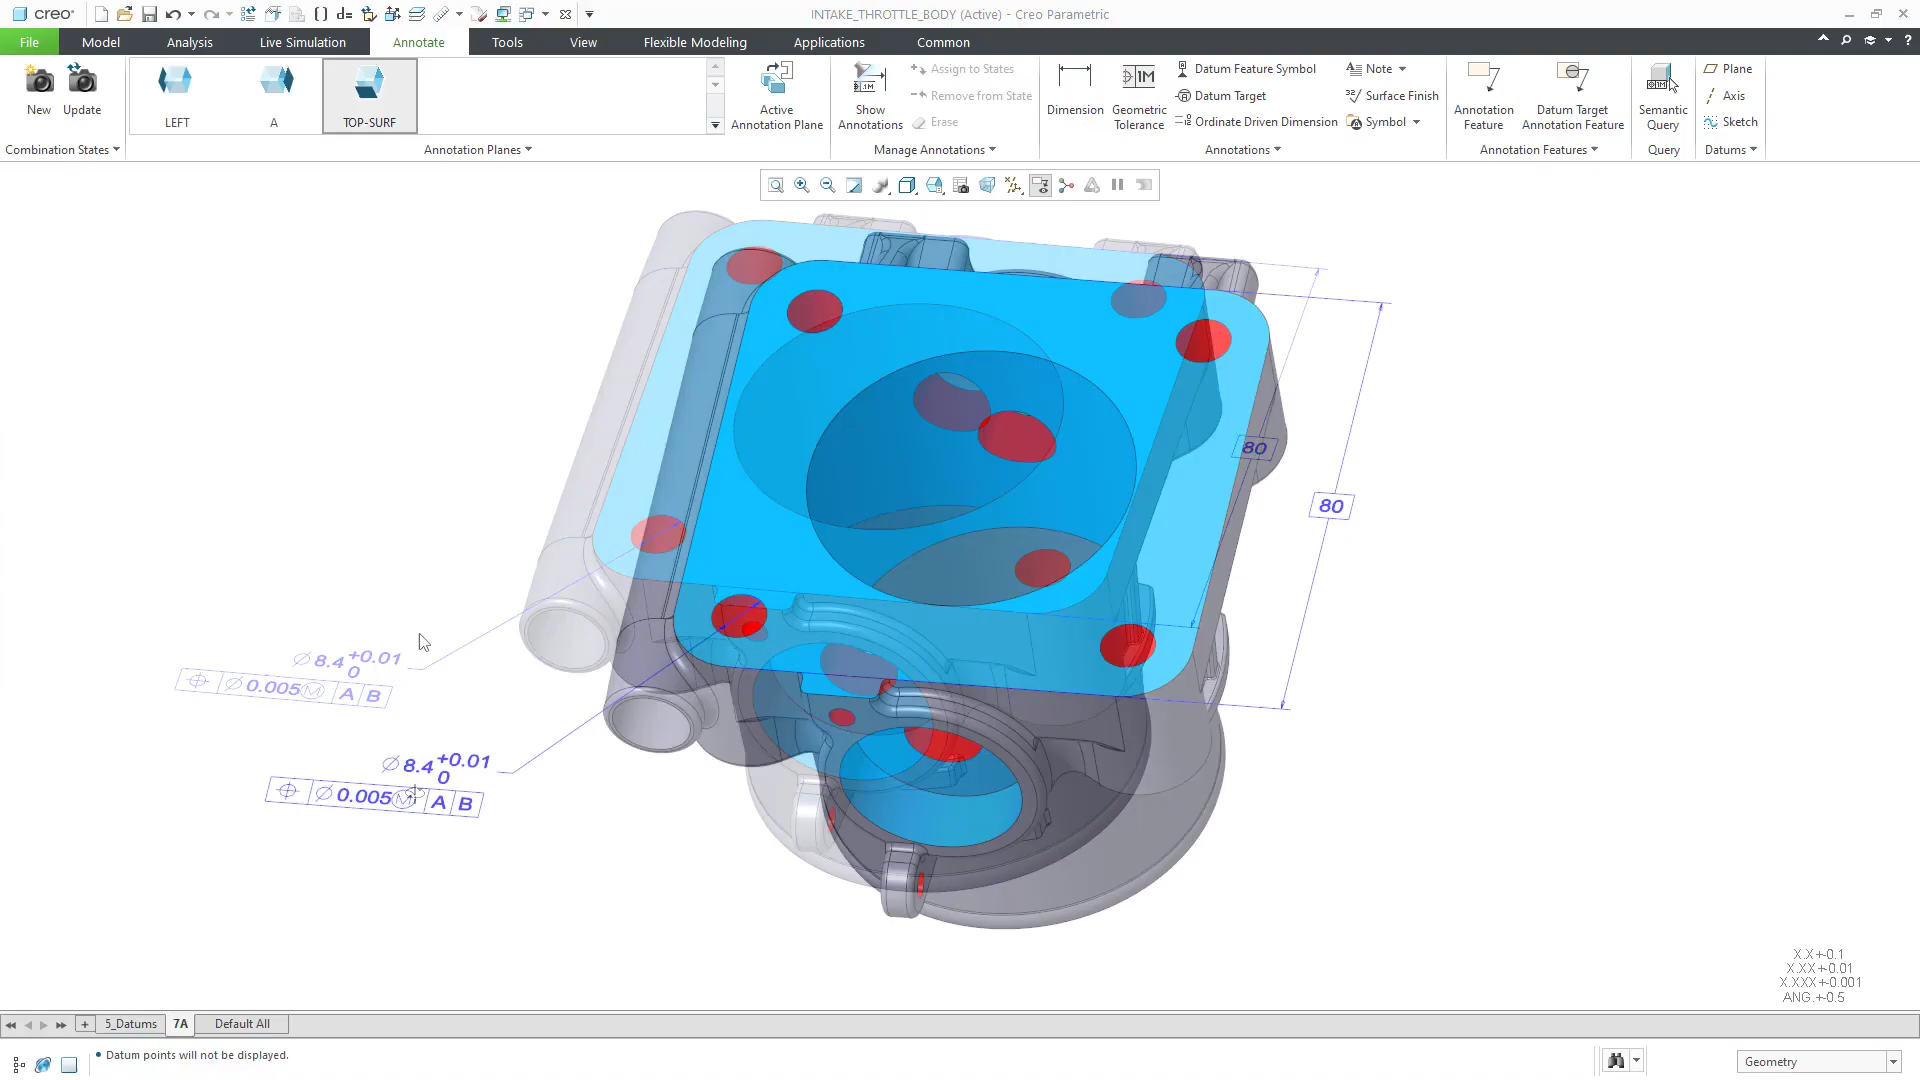 creo
INTAKE_THROTTLE_BODY (Active) - Creo Parametric
File Model Analysis Live Simulation Annotate Tools View Flexible Modeling Applications Common
New
Update
LEFT
A
TOP-SURF
Active
Annotation Plane
Show
Annotations
Assign to States
Remove from State
Erase
Dimension
Geometric
Tolerance
Datum Feature Symbol
Datum Target
Ordinate Driven Dimension
Note
Surface Finish
Symbol
Annotation
Feature
Datum Target
Annotation Feature
Semantic
Query
Plane
Axis
Sketch
Combination States
Annotation Planes
Manage Annotations
Annotations
Annotation Features
Query
Datums
80
80
∅8.4 +0.01
0
∅0.005Ⓜ A B
∅8.4 +0.01
0
∅0.005Ⓜ A B
X.X+-0.1
X.XX+-0.01
X.XXX+-0.001
ANG.+-0.5
5_Datums 7A Default All
• Datum points will not be displayed.
Geometry